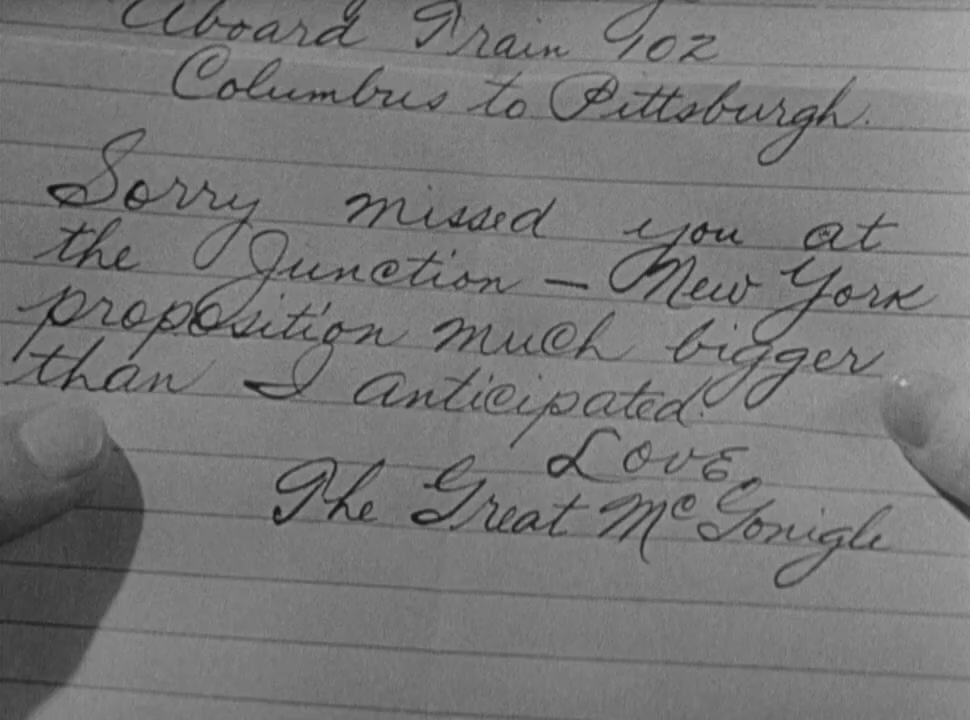 Aboard Train 902
Columbus to Pittsburgh.
Sorry missed you at
the Junction — New York
proposition much bigger
than I anticipated.
Love,
The Great McGonigle